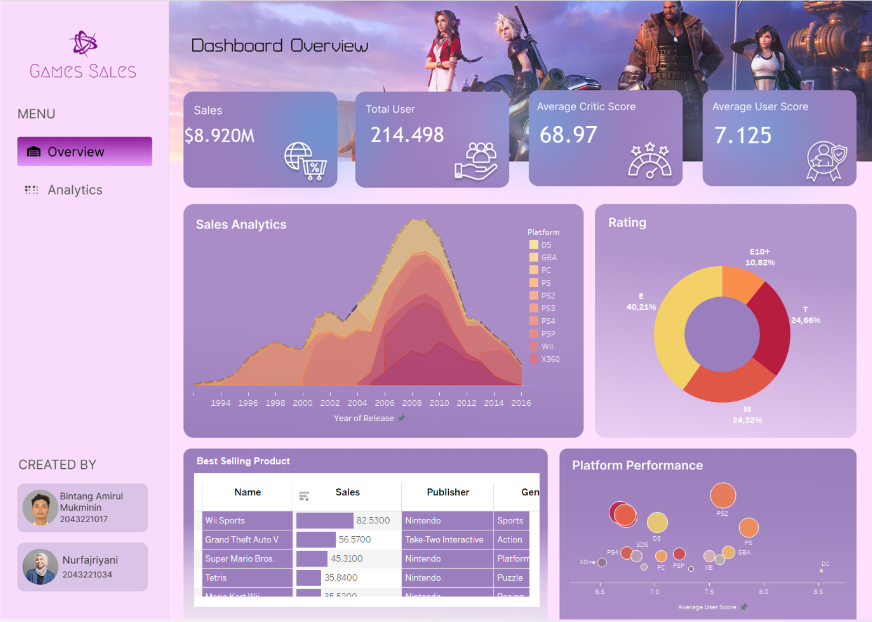 Games Sales
MENU
Overview
Analytics
CREATED BY
Bintang Amirul
Mukminin
2043221017
Nurfajriyani
2043221034
Dashboard Overview
Sales
$8.920M
Total User
214.498
Average Critic Score
68.97
Average User Score
7.125
Sales Analytics
Platform
DS
GBA
PC
PS
PS2
PS3
PS4
PSP
Wii
X360
1994 1996 1998 2000 2002 2004 2006 2008 2010 2012 2014 2016
Year of Release
Rating
E10+
10,82%
E
40,21%
T
24,66%
M
24,32%
Best Selling Product
Name Sales Publisher Gen
Wii Sports 82.5300 Nintendo Sports
Grand Theft Auto V 56.5700 Take-Two Interactive Action
Super Mario Bros. 45.3100 Nintendo Platform
Tetris 35.8400 Nintendo Puzzle
Mario Kart Wii 35.5200 Nintendo Racing
Platform Performance
PS2
DS
PS
3DS
PS4
GBA
XOne
PC
PSP
XB
DC
6.5 7.0 7.5 8.0 8.5
Average User Score